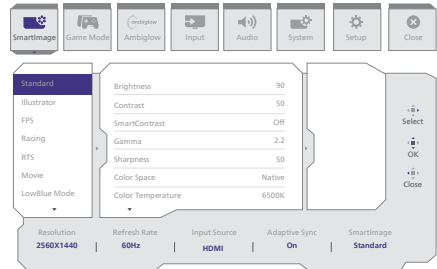 SmartImage
Game Mode
ambiglow
Ambiglow
Input
Audio
System
Setup
Close
Standard
Illustrator
FPS
Racing
RTS
Movie
LowBlue Mode
Brightness 90
Contrast 50
SmartContrast Off
Gamma 2.2
Sharpness 50
Color Space Native
Color Temperature 6500K
Select
OK
Close
Resolution Refresh Rate Input Source Adaptive Sync SmartImage
2560X1440 | 60Hz | HDMI | On | Standard